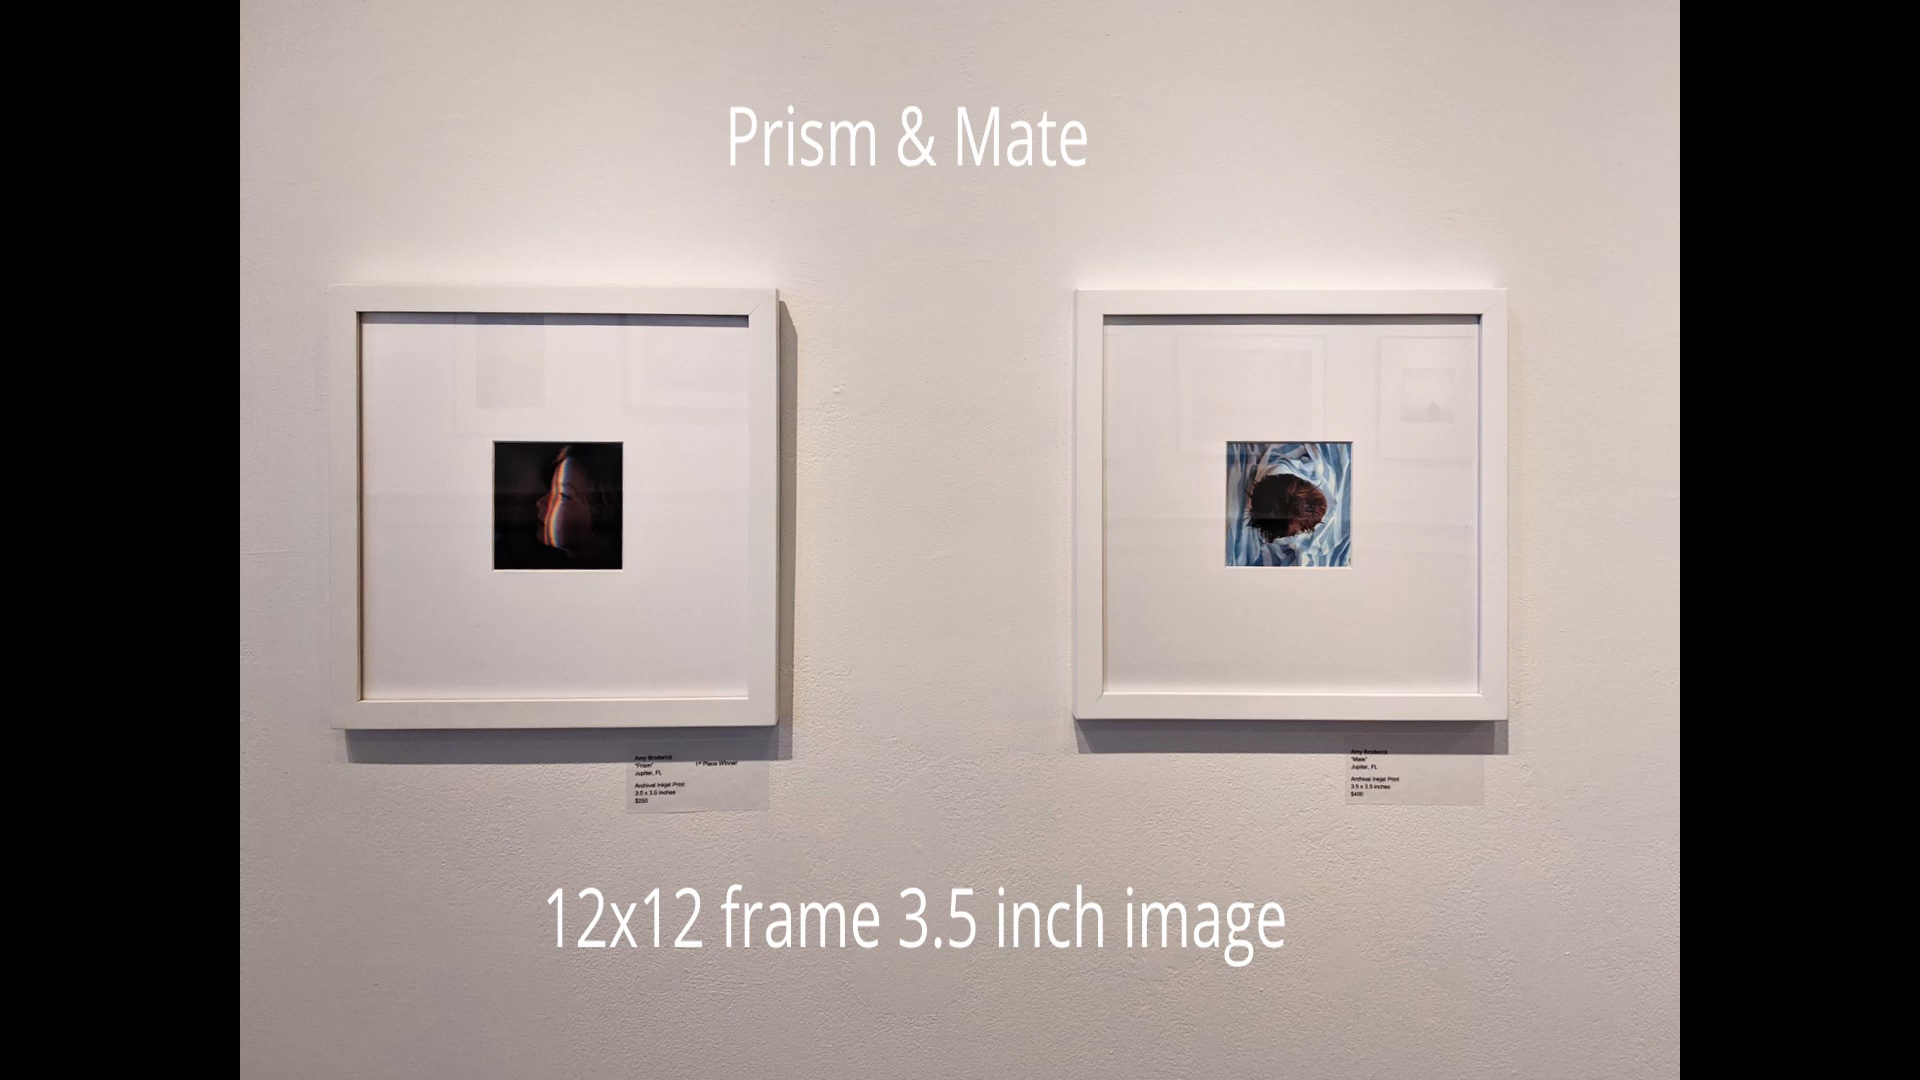 Prism & Mate
Amy Broderick
"Prism"
1st Place Winner
Jupiter, FL
Archival Inkjet Print
3.5 x 3.5 inches
$250
Amy Broderick
"Mate"
Jupiter, FL
Archival Inkjet Print
3.5 x 3.5 inches
$400
12x12 frame 3.5 inch image